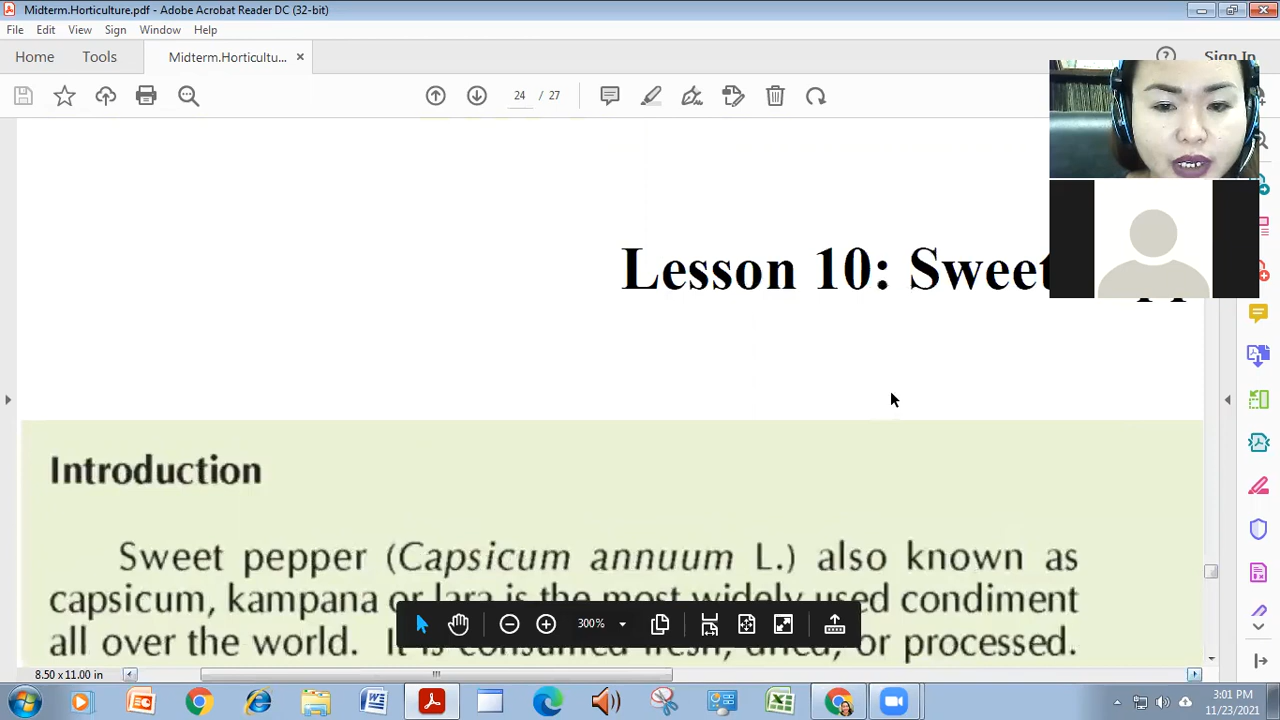 Midterm.Horticulture.pdf - Adobe Acrobat Reader DC (32-bit)
File Edit View Sign Window Help
Home Tools Midterm.Horticultu... × Sign In
24 / 27
Lesson 10: Sweet
Introduction
Sweet pepper (Capsicum annuum L.) also known as
capsicum, kampana or lara is the most widely used condiment
all over the world. It is consumed fresh, dried, or processed.
300%
8.50 x 11.00 in
3:01 PM
11/23/2021